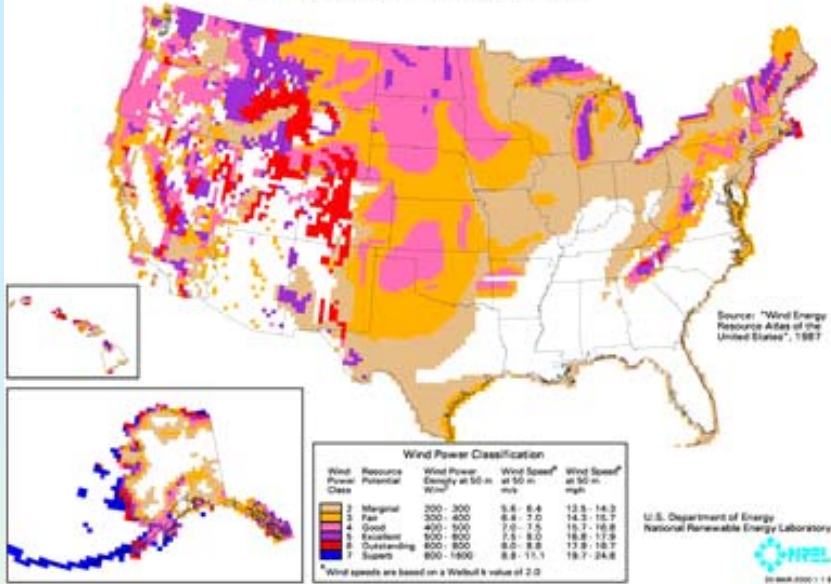 Source: "Wind Energy
Resource Atlas of the
United States", 1987
Wind Power Classification
Wind Power Class Resource Potential Wind Power Density at 50 m W/m² Wind Speedª at 50 m m/s Wind Speedª at 50 m mph
2 Marginal 200 - 300 5.6 - 6.4 12.5 - 14.3
3 Fair 300 - 400 6.4 - 7.0 14.3 - 15.7
4 Good 400 - 500 7.0 - 7.5 15.7 - 16.8
5 Excellent 500 - 600 7.5 - 8.0 16.8 - 17.9
6 Outstanding 600 - 800 8.0 - 8.8 17.9 - 19.7
7 Superb 800 - 1600 8.8 - 11.1 19.7 - 24.8
ª Wind speeds are based on a Weibull k value of 2.0
U.S. Department of Energy
National Renewable Energy Laboratory
NREL